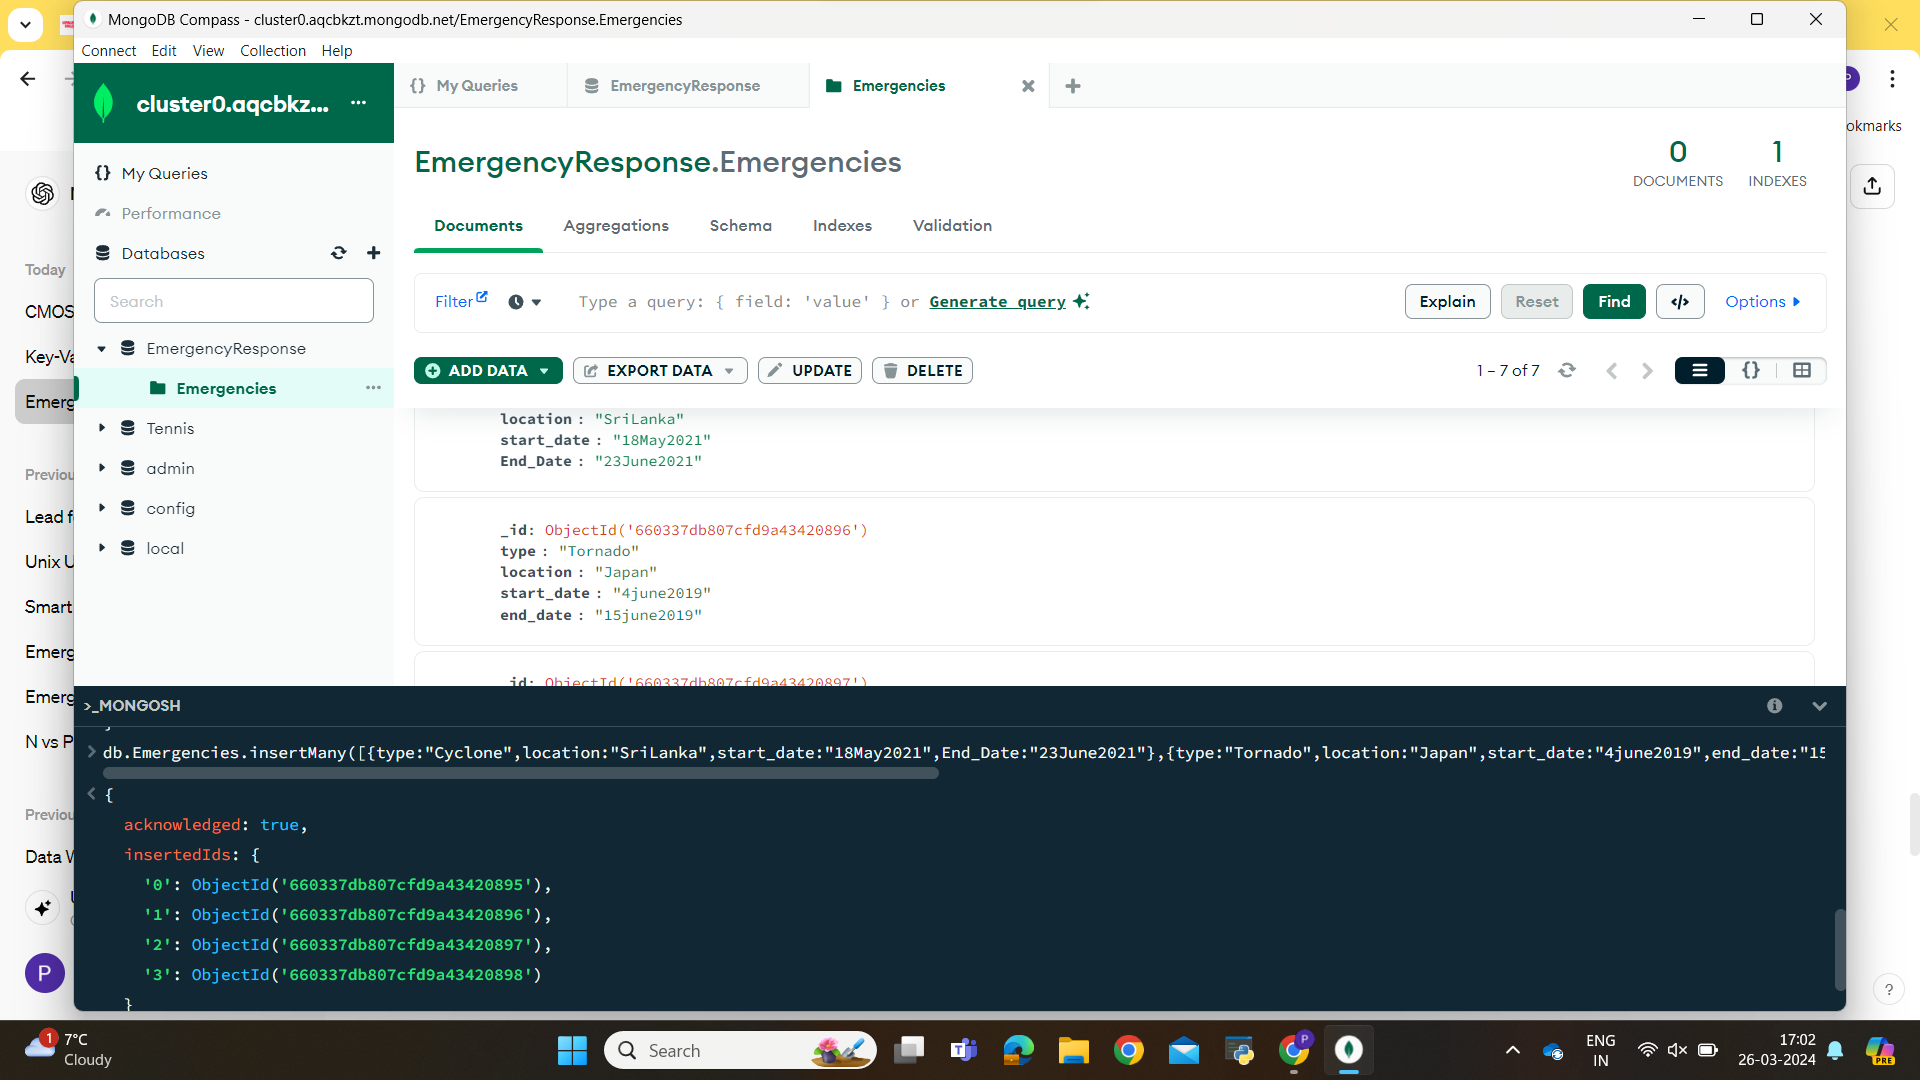 MongoDB Compass - cluster0.aqcbkzt.mongodb.net/EmergencyResponse.Emergencies
Connect Edit View Collection Help
cluster0.aqcbkz... ...
My Queries
EmergencyResponse
Emergencies
okmarks
My Queries
Performance
Databases
Search
EmergencyResponse
Emergencies
Tennis
admin
config
local
EmergencyResponse.Emergencies
0
DOCUMENTS
1
INDEXES
Documents Aggregations Schema Indexes Validation
Filter
Type a query: { field: 'value' } or Generate query
Explain Reset Find </> Options
ADD DATA EXPORT DATA UPDATE DELETE
1 – 7 of 7
location : "SriLanka"
start_date : "18May2021"
End_Date : "23June2021"
_id: ObjectId('660337db807cfd9a43420896')
type : "Tornado"
location : "Japan"
start_date : "4june2019"
end_date : "15june2019"
_id: ObjectId('660337db807cfd9a43420897')
Today
CMOS
Key-Va
Emerg
Previou
Lead f
Unix U
Smart
Emerg
Emerg
N vs P
Previou
Data W
P
>_MONGOSH
> db.Emergencies.insertMany([{type:"Cyclone",location:"SriLanka",start_date:"18May2021",End_Date:"23June2021"},{type:"Tornado",location:"Japan",start_date:"4june2019",end_date:"15
< {
acknowledged: true,
insertedIds: {
'0': ObjectId('660337db807cfd9a43420895'),
'1': ObjectId('660337db807cfd9a43420896'),
'2': ObjectId('660337db807cfd9a43420897'),
'3': ObjectId('660337db807cfd9a43420898')
}
?
1
7°C
Cloudy
Search
P
ENG
IN
17:02
26-03-2024
PRE